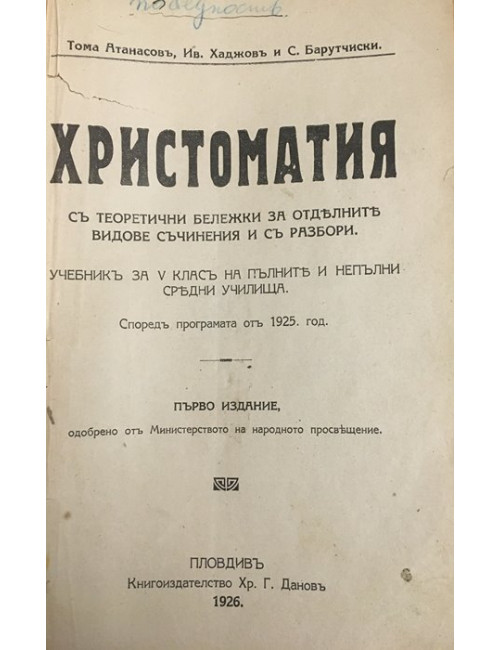 Тома Атанасовъ, Ив. Хаджовъ и С. Барутчиски.
ХРИСТОМАТИЯ
СЪ ТЕОРЕТИЧНИ БЕЛЕЖКИ ЗА ОТДѢЛНИТѢ
ВИДОВЕ СЪЧИНЕНИЯ И СЪ РАЗБОРИ.
УЧЕБНИКЪ ЗА V КЛАСЪ НА ПЪЛНИТѢ И НЕПЪЛНИ
СРѢДНИ УЧИЛИЩА.
Споредъ програмата отъ 1925. год.
ПЪРВО ИЗДАНИЕ,
одобрено отъ Министерството на народното просвѣщение.
ПЛОВДИВЪ
Книгоиздателство Хр. Г. Дановъ
1926.